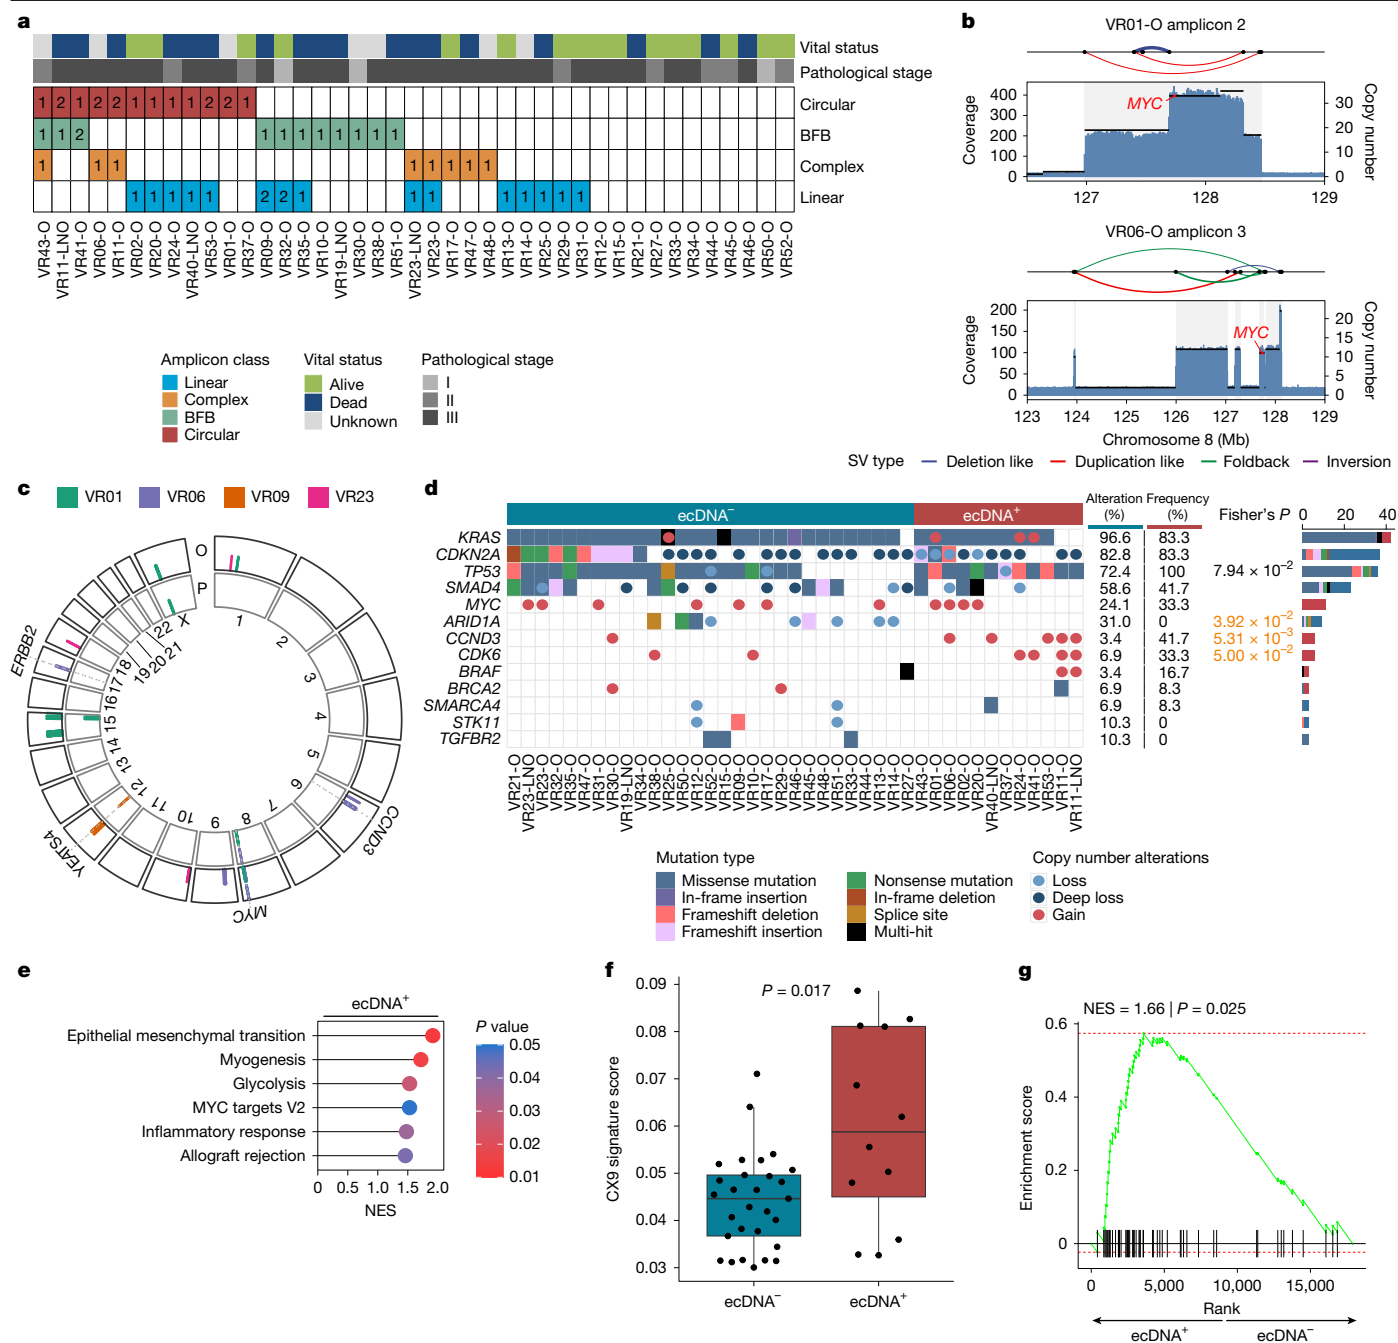 a
Vital status
Pathological stage
1 2 1 2 2 1 1 1 1 2 2 1 Circular
1 1 2 1 1 1 1 1 1 1 1 BFB
1 1 1 1 1 1 1 1 Complex
1 1 1 1 1 2 2 1 1 1 1 1 1 1 1 Linear
VR43-O VR11-LNO VR41-O VR06-O VR11-O VR02-O VR20-O VR24-O VR40-LNO VR53-O VR01-O VR37-O VR09-O VR32-O VR35-O VR10-O VR19-LNO VR30-O VR38-O VR51-O VR23-LNO VR23-O VR17-O VR47-O VR48-O VR13-O VR14-O VR25-O VR29-O VR31-O VR12-O VR15-O VR21-O VR27-O VR33-O VR34-O VR44-O VR45-O VR46-O VR50-O VR52-O
Amplicon class
Linear
Complex
BFB
Circular
Vital status
Alive
Dead
Unknown
Pathological stage
I
II
III
b
VR01-O amplicon 2
Coverage
400
300
200
100
0
MYC
30
20
10
0
Copy number
127 128 129
VR06-O amplicon 3
Coverage
200
150
100
50
0
MYC
20
15
10
5
0
Copy number
123 124 125 126 127 128 129
Chromosome 8 (Mb)
SV type Deletion like Duplication like Foldback Inversion
c
VR01 VR06 VR09 VR23
O
P
1
2
3
4
5
6
7
8
9
10
11
12
13
14
15
16
17
18
19
20
21
22
X
ERBB2
CCND3
MYC
YEATS4
d
ecDNA⁻ ecDNA⁺
Alteration Frequency
(%) (%) Fisher's P 0 20 40
KRAS 96.6 83.3
CDKN2A 82.8 83.3
TP53 72.4 100 7.94 × 10⁻²
SMAD4 58.6 41.7
MYC 24.1 33.3
ARID1A 31.0 0 3.92 × 10⁻²
CCND3 3.4 41.7 5.31 × 10⁻³
CDK6 6.9 33.3 5.00 × 10⁻²
BRAF 3.4 16.7
BRCA2 6.9 8.3
SMARCA4 6.9 8.3
STK11 10.3 0
TGFBR2 10.3 0
VR21-O VR23-LNO VR23-O VR32-O VR35-O VR47-O VR31-O VR30-O VR19-LNO VR34-O VR38-O VR25-O VR50-O VR12-O VR52-O VR15-O VR09-O VR10-O VR17-O VR29-O VR46-O VR45-O VR48-O VR51-O VR33-O VR13-O VR14-O VR27-O VR43-O VR01-O VR06-O VR02-O VR20-O VR40-LNO VR37-O VR24-O VR41-O VR53-O VR11-O VR11-LNO
Mutation type
Missense mutation
In-frame insertion
Frameshift deletion
Frameshift insertion
Nonsense mutation
In-frame deletion
Splice site
Multi-hit
Copy number alterations
Loss
Deep loss
Gain
e
ecDNA⁺
Epithelial mesenchymal transition
Myogenesis
Glycolysis
MYC targets V2
Inflammatory response
Allograft rejection
0 0.5 1.0 1.5 2.0
NES
P value
0.05
0.04
0.03
0.02
0.01
f
CX9 signature score
0.09
0.08
0.07
0.06
0.05
0.04
0.03
P = 0.017
ecDNA⁻ ecDNA⁺
g
NES = 1.66 | P = 0.025
Enrichment score
0.6
0.4
0.2
0
0 5,000 10,000 15,000
Rank
ecDNA⁺ ecDNA⁻